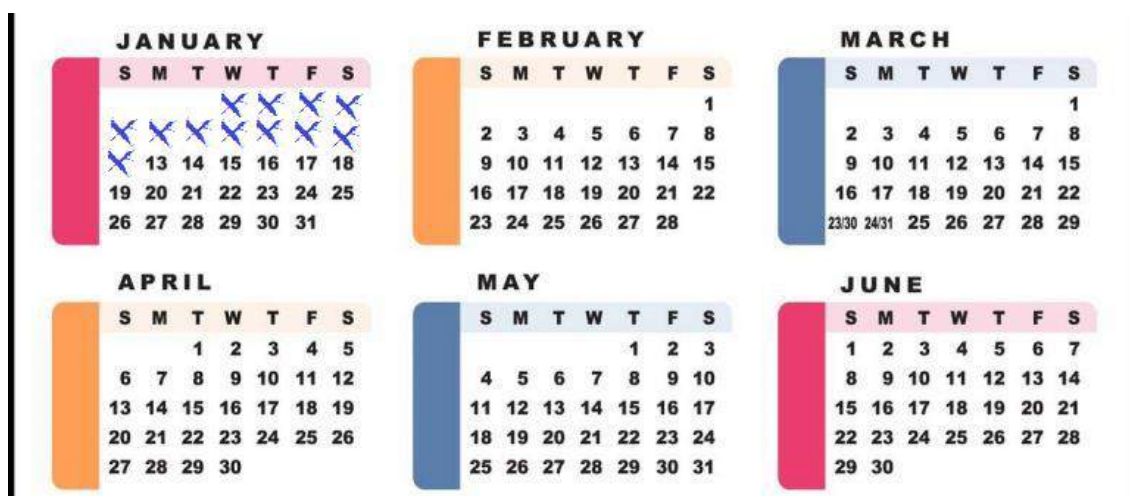 JANUARY FEBRUARY MARCH
S M T W T F S S M T W T F S S M T W T F S
1 1
2 3 4 5 6 7 8 2 3 4 5 6 7 8
13 14 15 16 17 18 9 10 11 12 13 14 15 9 10 11 12 13 14 15
19 20 21 22 23 24 25 16 17 18 19 20 21 22 16 17 18 19 20 21 22
26 27 28 29 30 31 23 24 25 26 27 28 23/30 24/31 25 26 27 28 29
APRIL MAY JUNE
S M T W T F S S M T W T F S S M T W T F S
1 2 3 4 5 1 2 3 1 2 3 4 5 6 7
6 7 8 9 10 11 12 4 5 6 7 8 9 10 8 9 10 11 12 13 14
13 14 15 16 17 18 19 11 12 13 14 15 16 17 15 16 17 18 19 20 21
20 21 22 23 24 25 26 18 19 20 21 22 23 24 22 23 24 25 26 27 28
27 28 29 30 25 26 27 28 29 30 31 29 30